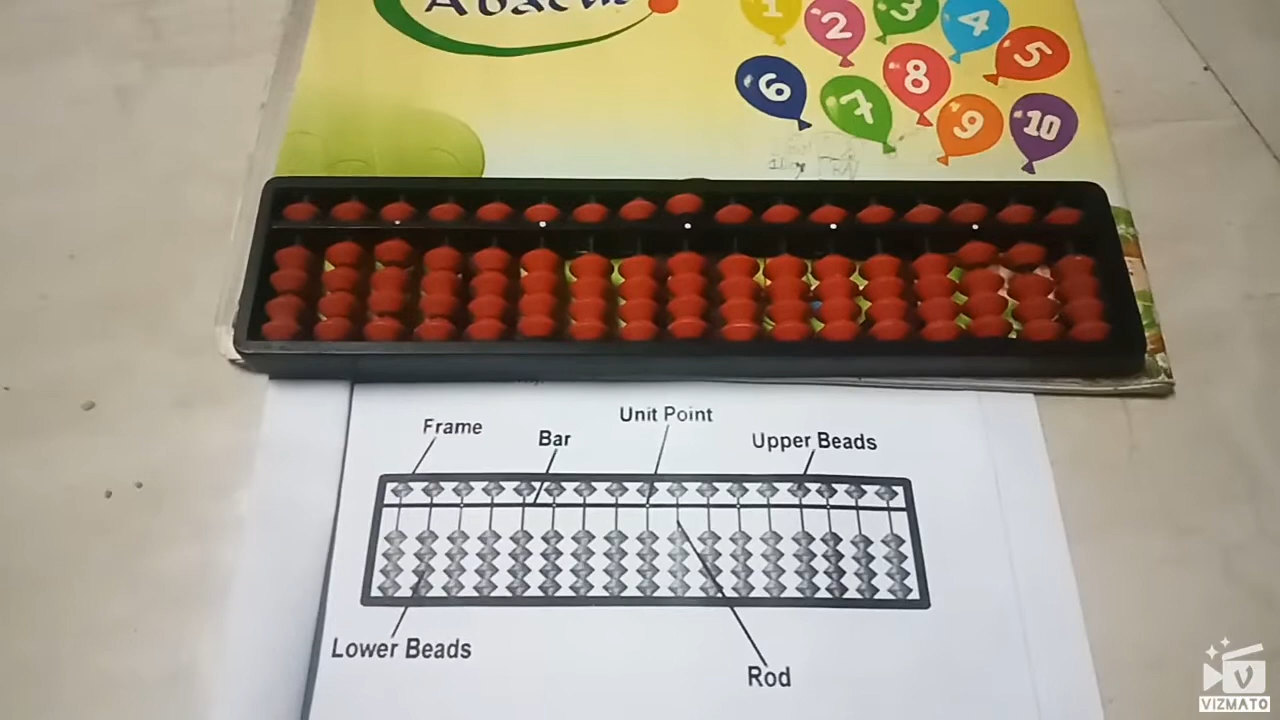 Abacus
1
2
3
4
5
6
7
8
9
10
Frame
Bar
Unit Point
Upper Beads
Lower Beads
Rod
VIZMATO